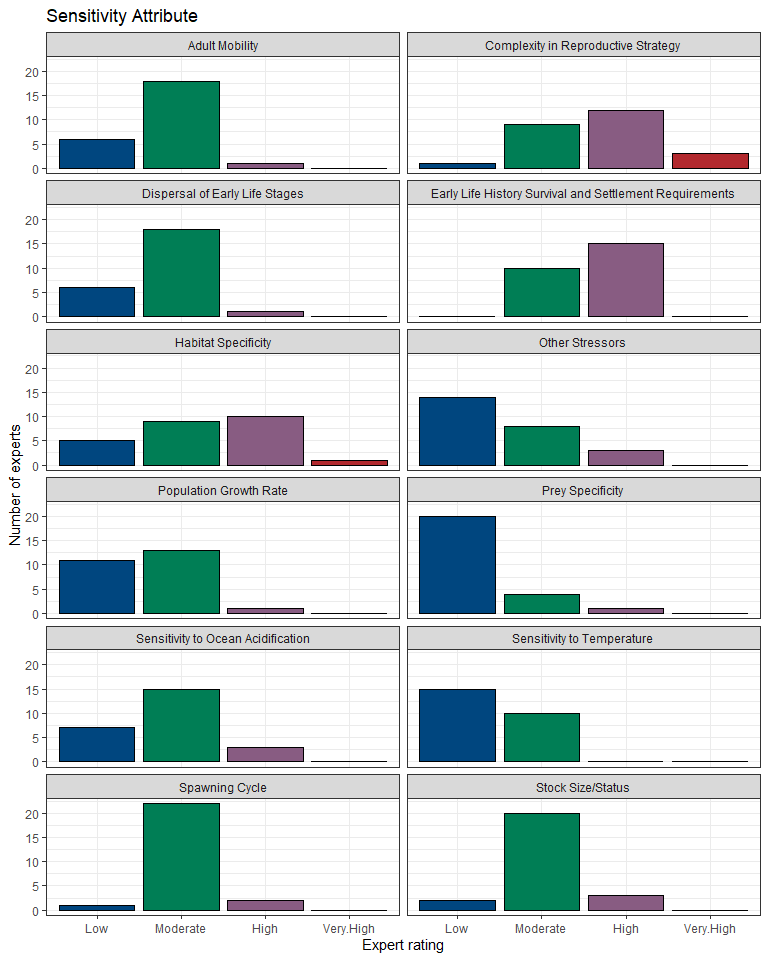 Sensitivity Attribute
Adult Mobility
Complexity in Reproductive Strategy
20
15
10
5
0
Dispersal of Early Life Stages
Early Life History Survival and Settlement Requirements
20
15
10
5
0
Habitat Specificity
Other Stressors
20
15
10
5
0
Population Growth Rate
Prey Specificity
20
15
10
5
0
Sensitivity to Ocean Acidification
Sensitivity to Temperature
20
15
10
5
0
Spawning Cycle
Stock Size/Status
20
15
10
5
0
Number of experts
Low Moderate High Very.High Low Moderate High Very.High
Expert rating